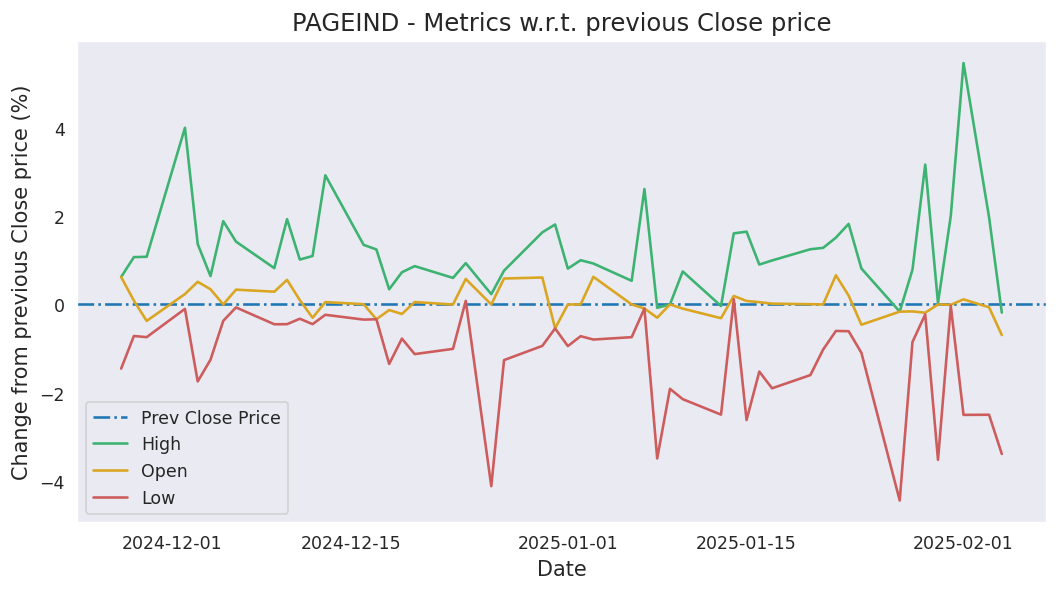 PAGEIND - Metrics w.r.t. previous Close price
Change from previous Close price (%)
4
2
0
−2
−4
Prev Close Price
High
Open
Low
2024-12-01 2024-12-15 2025-01-01 2025-01-15 2025-02-01
Date